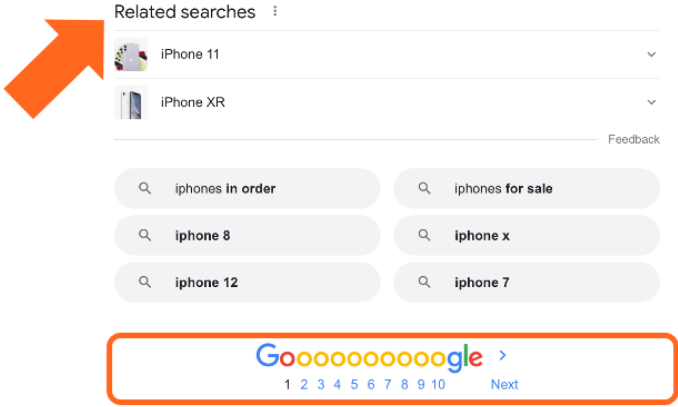 Related searches
iPhone 11
iPhone XR
Feedback
iphones in order
iphones for sale
iphone 8
iphone x
iphone 12
iphone 7
Goooooooooogle >
1 2 3 4 5 6 7 8 9 10 Next